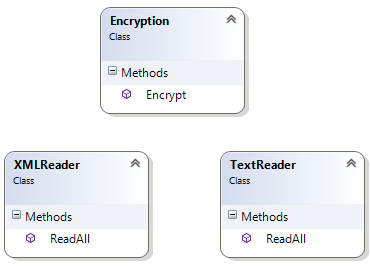 Encryption
Class
Methods
Encrypt
XMLReader
Class
Methods
ReadAll
TextReader
Class
Methods
ReadAll